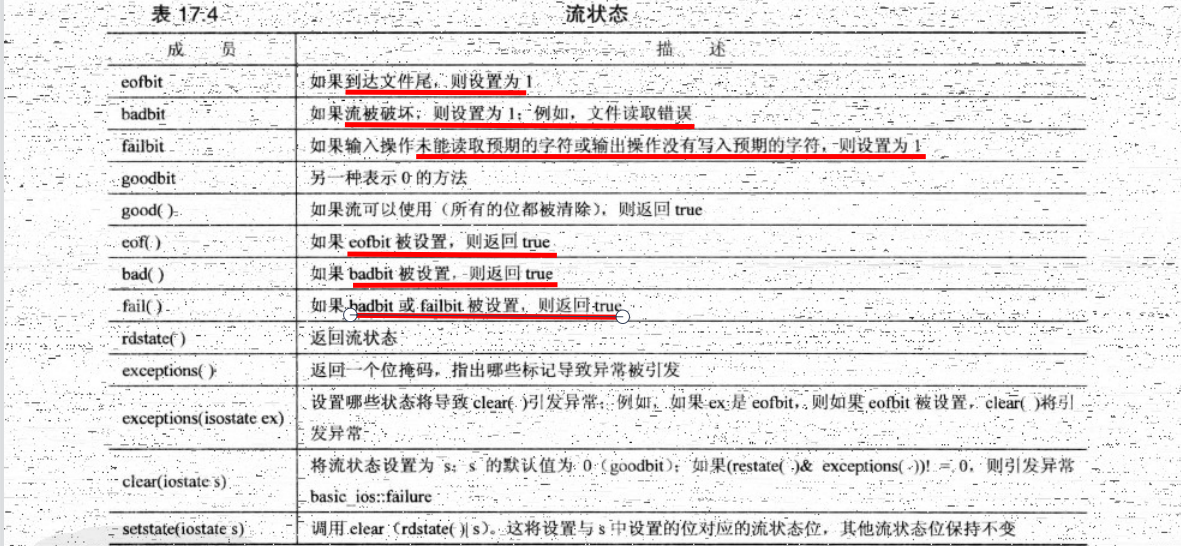 表 17-4 流状态
成 员 描 述
eofbit 如果到达文件尾，则设置为 1
badbit 如果流被破坏，则设置为 1；例如，文件读取错误
failbit 如果输入操作未能读取预期的字符或输出操作没有写入预期的字符，则设置为 1
goodbit 另一种表示 0 的方法
good( ) 如果流可以使用（所有的位都被清除），则返回 true
eof( ) 如果 eofbit 被设置，则返回 true
bad( ) 如果 badbit 被设置，则返回 true
fail( ) 如果 badbit 或 failbit 被设置，则返回 true
rdstate( ) 返回流状态
exceptions( ) 返回一个位掩码，指出哪些标记导致异常被引发
exceptions(isostate ex) 设置哪些状态将导致 clear( )引发异常；例如，如果 ex 是 eofbit，则如果 eofbit 被设置，clear( )将引
发异常
clear(iostate s) 将流状态设置为 s；s 的默认值为 0（goodbit）；如果(restate( )& exceptions( ))! = 0，则引发异常
basic_ios::failure
setstate(iostate s) 调用 clear（rdstate( )| s）。这将设置与 s 中设置的位对应的流状态位，其他流状态位保持不变